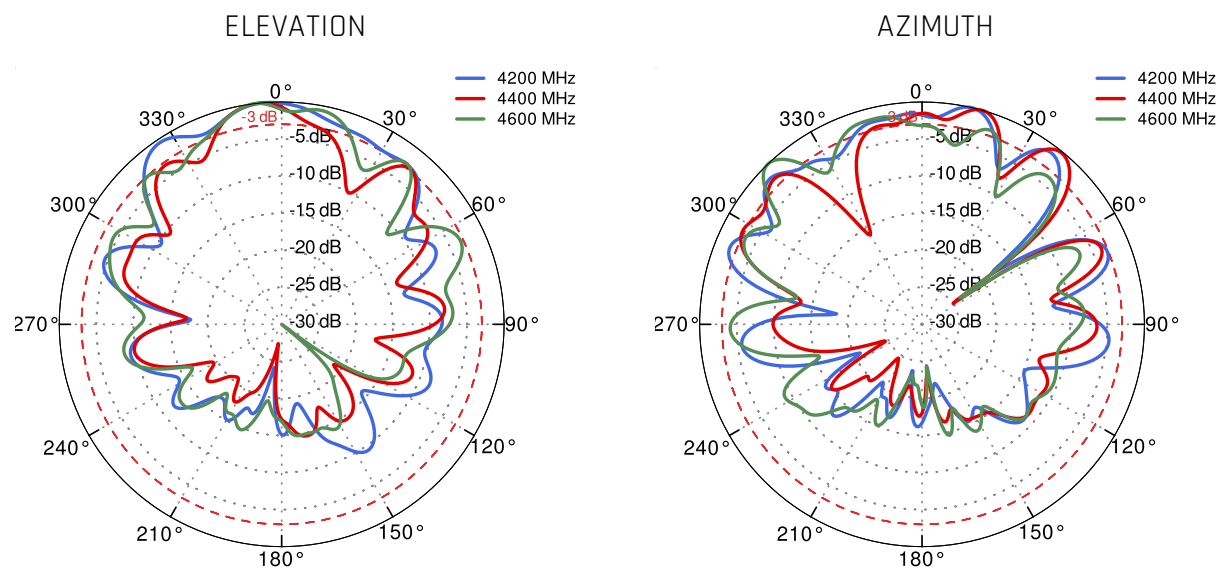 ELEVATION
4200 MHz
4400 MHz
4600 MHz
0°
30°
60°
90°
120°
150°
180°
210°
240°
270°
300°
330°
-3 dB
-5 dB
-10 dB
-15 dB
-20 dB
-25 dB
-30 dB
AZIMUTH
4200 MHz
4400 MHz
4600 MHz
0°
30°
60°
90°
120°
150°
180°
210°
240°
270°
300°
330°
-3 dB
-5 dB
-10 dB
-15 dB
-20 dB
-25 dB
-30 dB